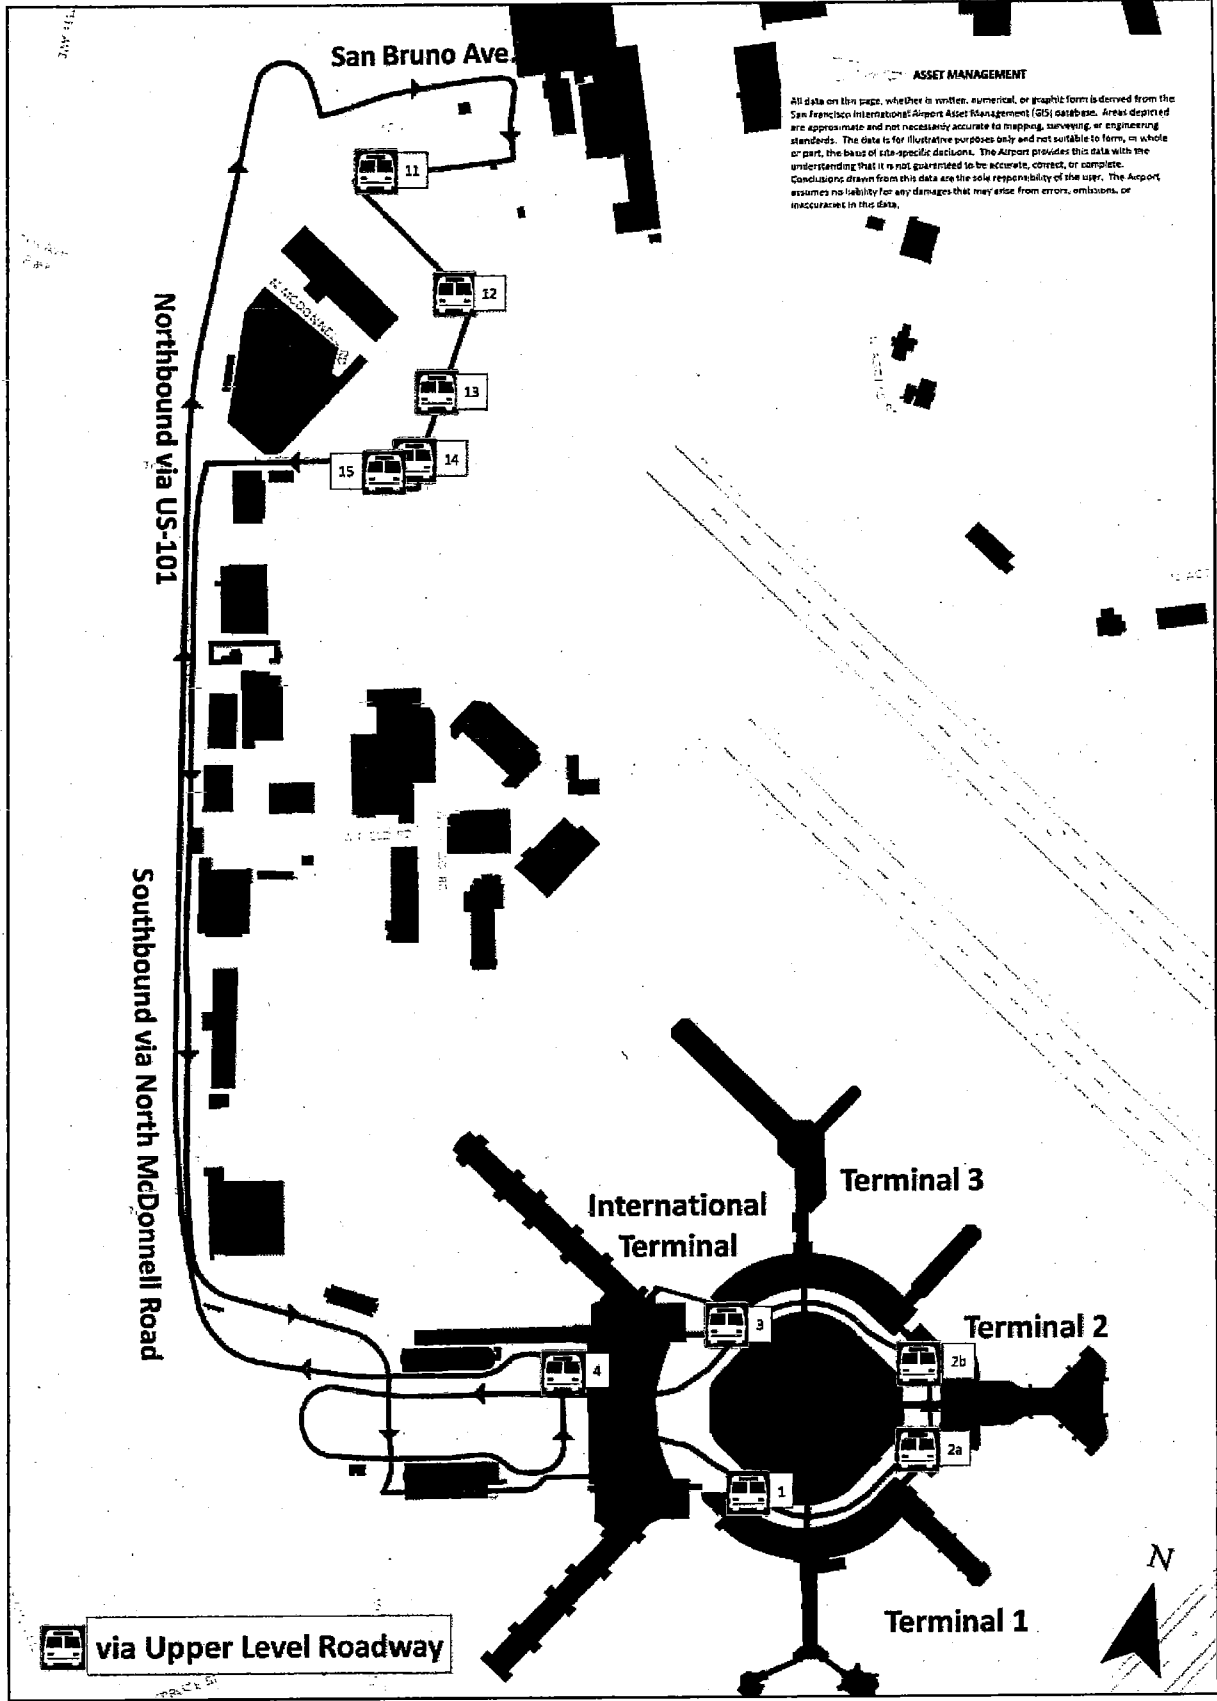 San Bruno Ave.
ASSET MANAGEMENT
All data on this page, whether in written, numerical, or graphic form is derived from the
San Francisco International Airport Asset Management (GIS) database. Areas depicted
are approximate and not necessarily accurate to mapping, surveying, or engineering
standards. The data is for illustrative purposes only and not suitable to form, in whole
or part, the basis of site-specific decisions. The Airport provides this data with the
understanding that it is not guaranteed to be accurate, correct, or complete.
Conclusions drawn from this data are the sole responsibility of the user. The Airport
assumes no liability for any damages that may arise from errors, omissions, or
inaccuracies in this data.
11
12
N MCDONNELL RD
13
14
15
Northbound via US-101
Southbound via North McDonnell Road
Terminal 3
International
Terminal
3
Terminal 2
2b
4
2a
1
Terminal 1
N
via Upper Level Roadway